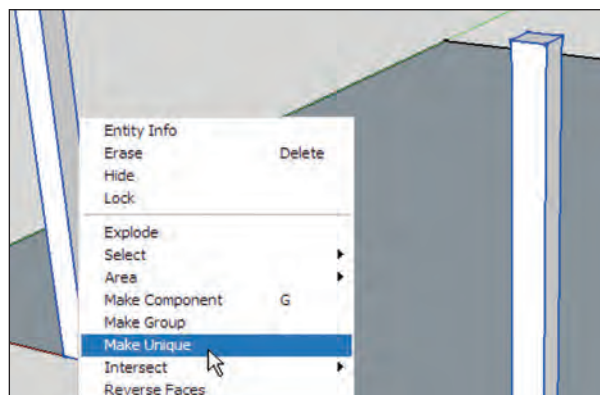 Entity Info
Erase Delete
Hide
Lock
Explode
Select
Area
Make Component G
Make Group
Make Unique
Intersect
Reverse Faces